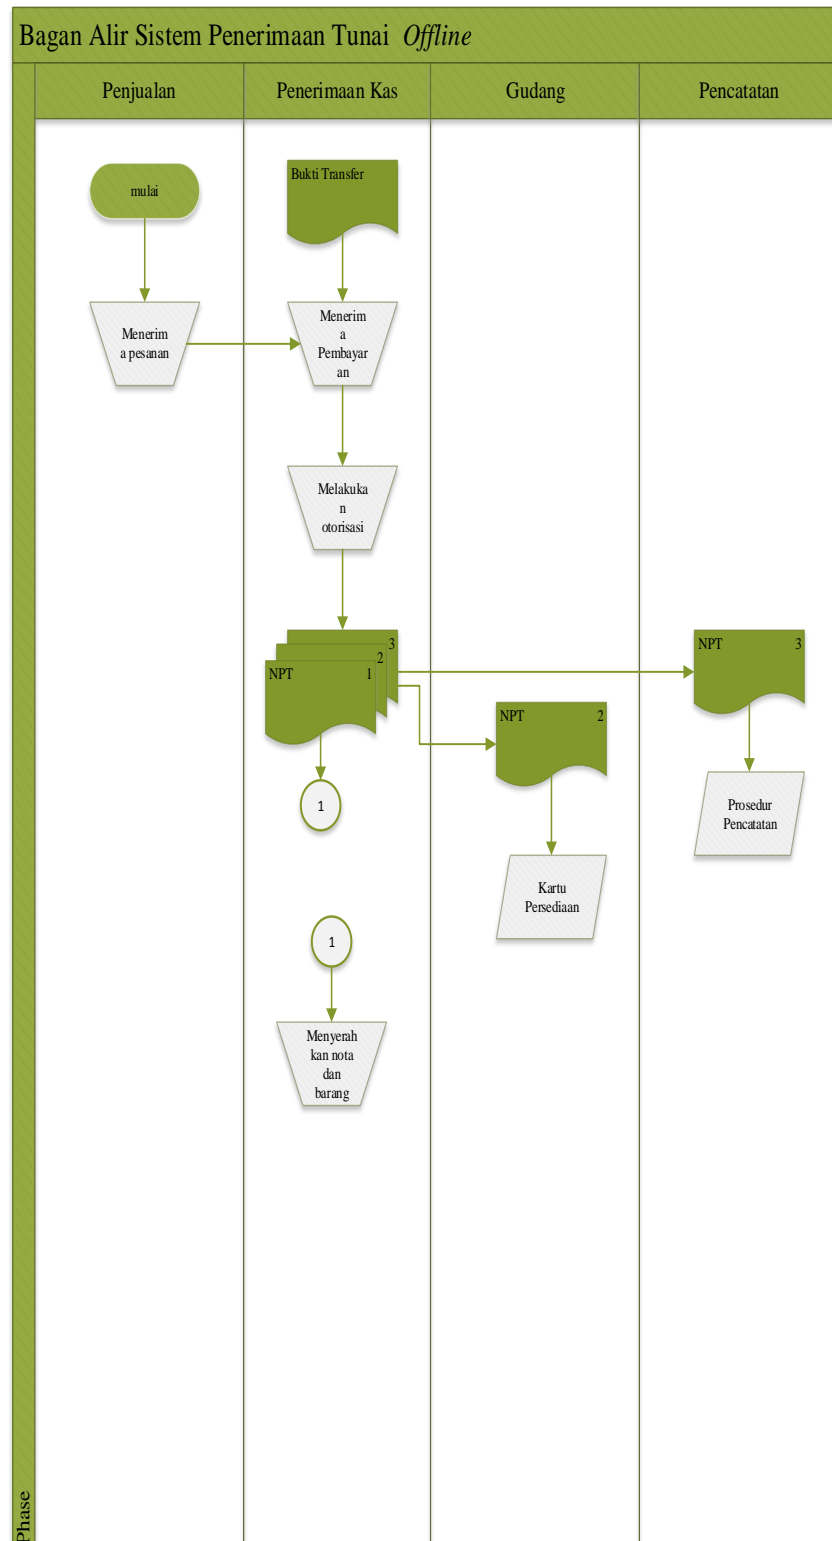 Bagan Alir Sistem Penerimaan Tunai Offline
Penjualan
Penerimaan Kas
Gudang
Pencatatan
mulai
Bukti Transfer
Menerim
a pesanan
Menerim
a
Pembayar
an
Melakuka
n
otorisasi
3
2
NPT 1
NPT 3
NPT 2
1
Prosedur
Pencatatan
Kartu
Persediaan
1
Menyerah
kan nota
dan
barang
Phase